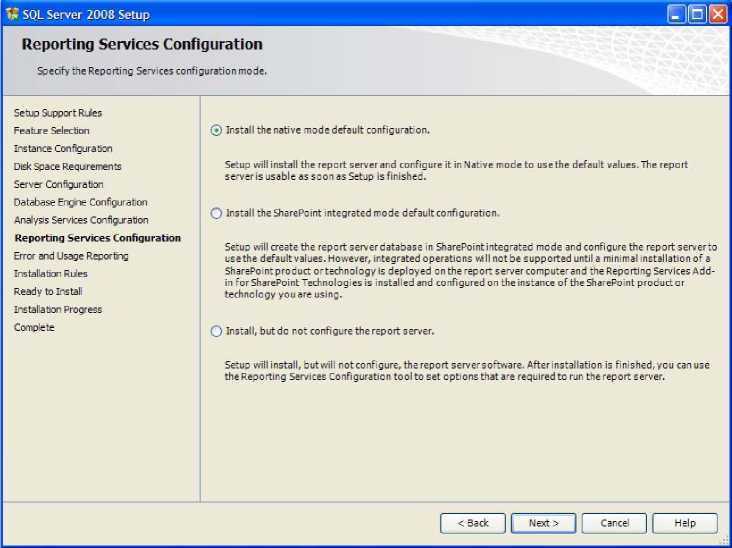 SQL Server 2008 Setup
Reporting Services Configuration
Specify the Reporting Services configuration mode.
Setup Support Rules
Feature Selection
Instance Configuration
Disk Space Requirements
Server Configuration
Database Engine Configuration
Analysis Services Configuration
Reporting Services Configuration
Error and Usage Reporting
Installation Rules
Ready to Install
Installation Progress
Complete
Install the native mode default configuration.
Setup will install the report server and configure it in Native mode to use the default values. The report
server is usable as soon as Setup is finished.
Install the SharePoint integrated mode default configuration.
Setup will create the report server database in SharePoint integrated mode and configure the report server to
use the default values. However, integrated operations will not be supported until a minimal installation of a
SharePoint product or technology is deployed on the report server computer and the Reporting Services Add-
in for SharePoint Technologies is installed and configured on the instance of the SharePoint product or
technology you are using.
Install, but do not configure the report server.
Setup will install, but will not configure, the report server software. After installation is finished, you can use
the Reporting Services Configuration tool to set options that are required to run the report server.
< Back
Next >
Cancel
Help